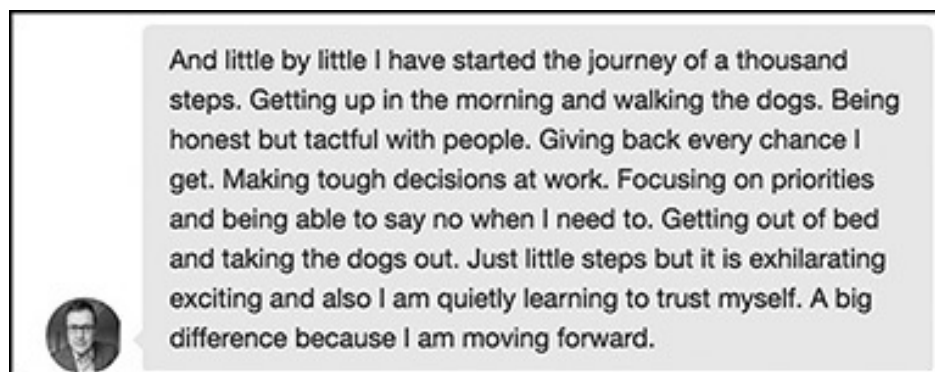 And little by little I have started the journey of a thousand
steps. Getting up in the morning and walking the dogs. Being
honest but tactful with people. Giving back every chance I
get. Making tough decisions at work. Focusing on priorities
and being able to say no when I need to. Getting out of bed
and taking the dogs out. Just little steps but it is exhilarating
exciting and also I am quietly learning to trust myself. A big
difference because I am moving forward.